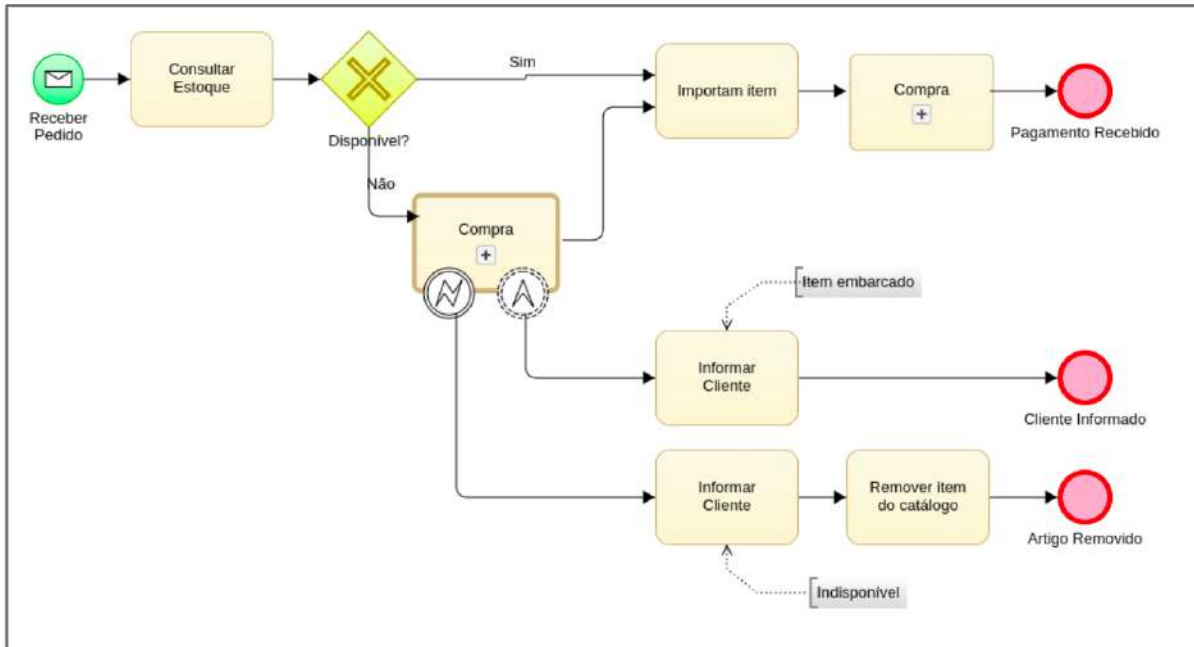 Consultar
Estoque
Receber
Pedido
Disponível?
Sim
Não
Importam item
Compra
Pagamento Recebido
Compra
Item embarcado
Informar
Cliente
Cliente Informado
Informar
Cliente
Remover item
do catálogo
Artigo Removido
Indisponível